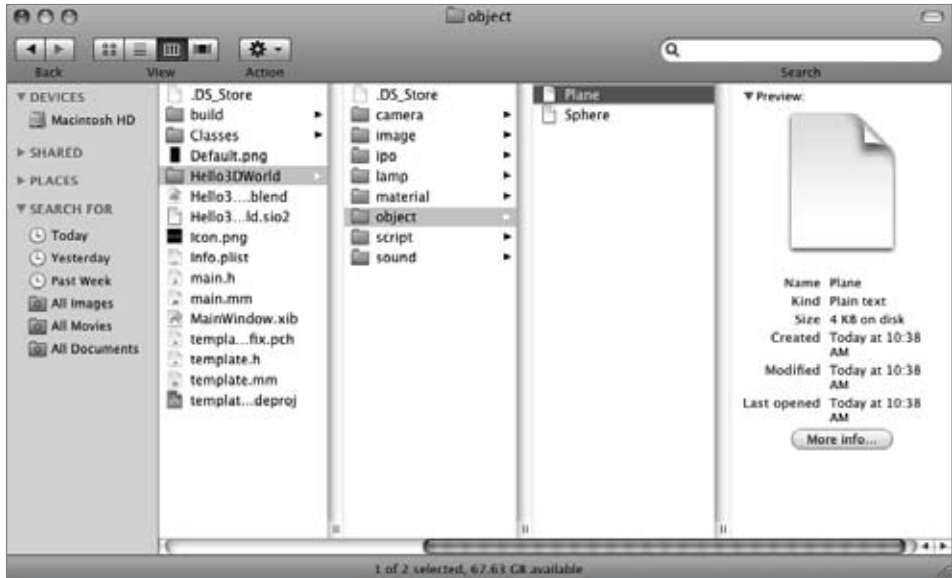 object
Back
View
Action
Search
DEVICES
Macintosh HD
SHARED
PLACES
SEARCH FOR
Today
Yesterday
Past Week
All Images
All Movies
All Documents
.DS_Store
build
Classes
Default.png
Hello3DWorld
Hello3....blend
Hello3...ld.sio2
Icon.png
Info.plist
main.h
main.mm
MainWindow.xib
templa...fix.pch
template.h
template.mm
templat...deproj
.DS_Store
camera
image
ipo
lamp
material
object
script
sound
Plane
Sphere
Preview:
Name Plane
Kind Plain text
Size 4 KB on disk
Created Today at 10:38
AM
Modified Today at 10:38
AM
Last opened Today at 10:38
AM
More info...
1 of 2 selected, 67.63 GB available